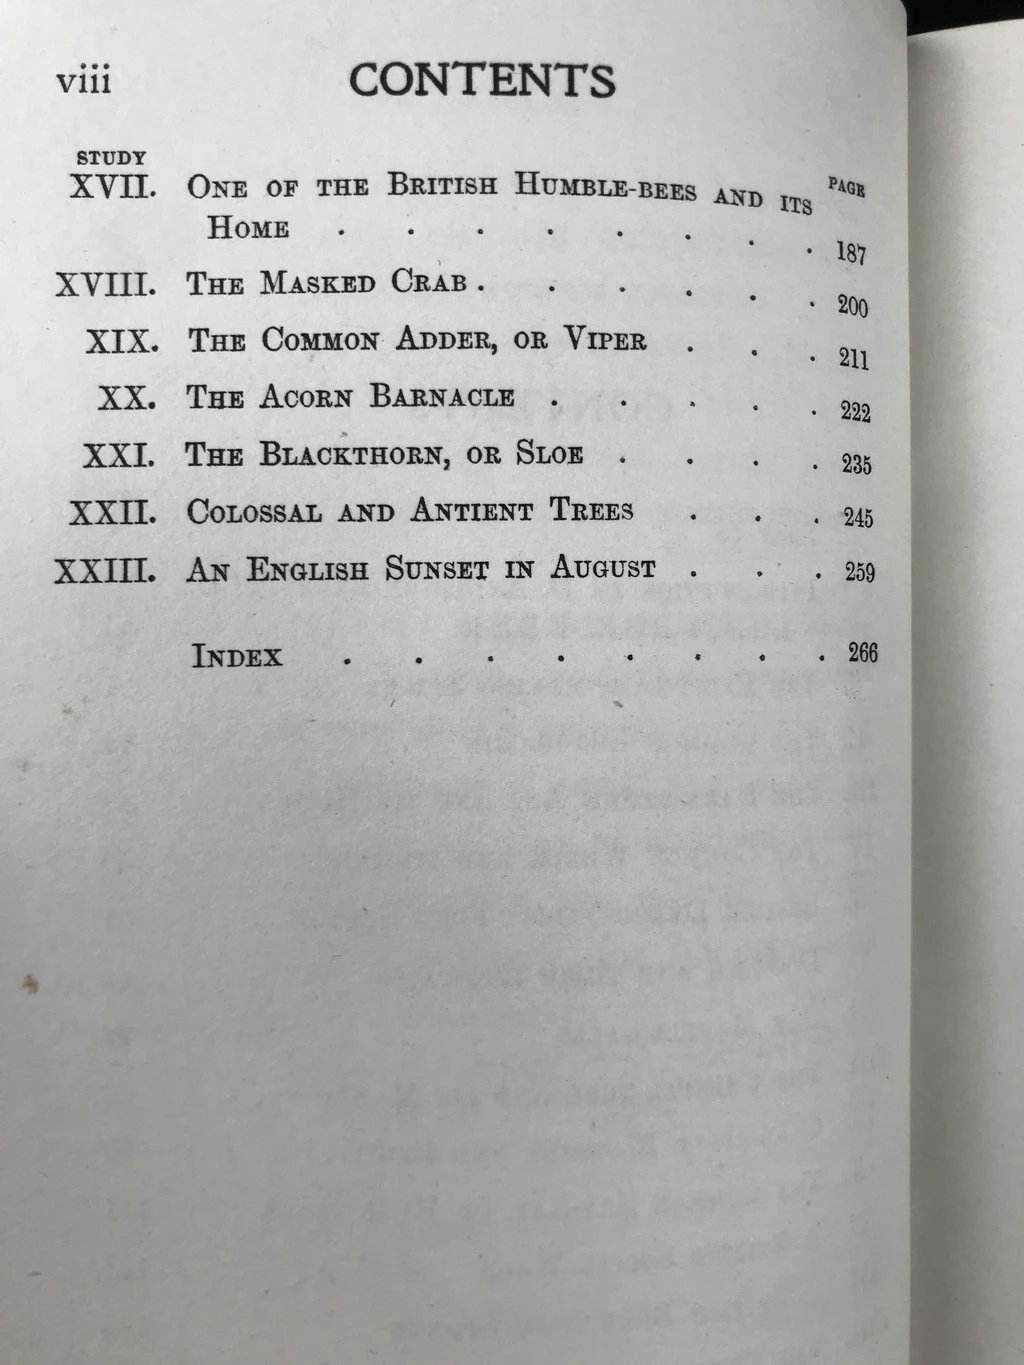 viii CONTENTS
STUDY PAGE
XVII. One of the British Humble-bees and its
Home . . . . . . . . 187
XVIII. The Masked Crab . . . . . . 200
XIX. The Common Adder, or Viper . . . 211
XX. The Acorn Barnacle . . . . . 222
XXI. The Blackthorn, or Sloe . . . . 235
XXII. Colossal and Antient Trees . . . 245
XXIII. An English Sunset in August . . . 259
Index . . . . . . . . 266